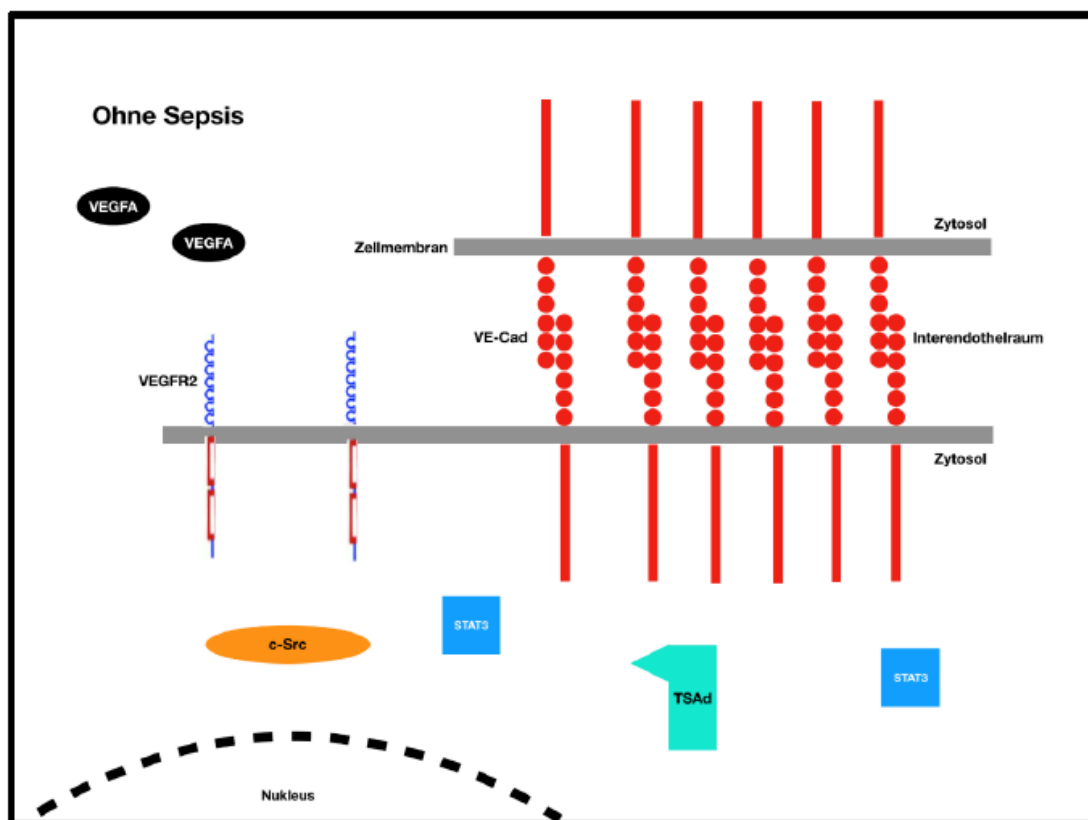 Ohne Sepsis
VEGFA
VEGFA
Zytosol
Zellmembran
VE-Cad
Interendothelraum
VEGFR2
Zytosol
STAT3
c-Src
STAT3
TSAd
Nukleus